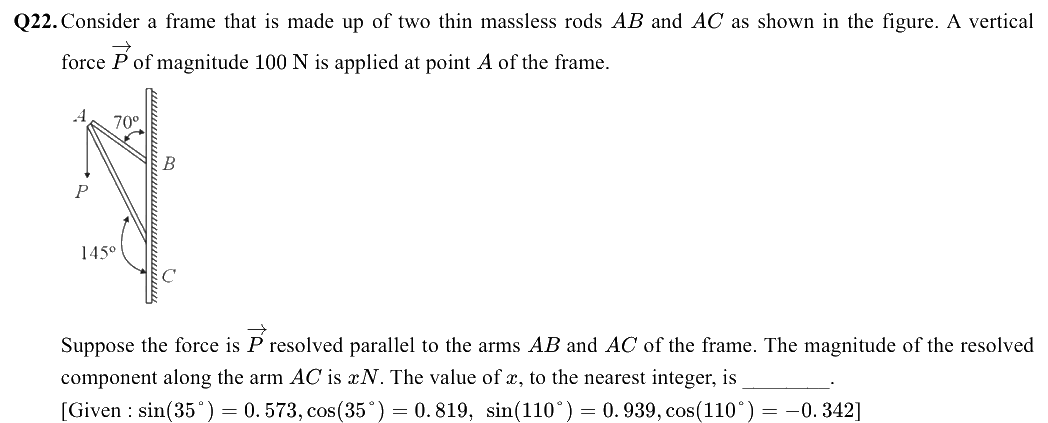 Q22. Consider a frame that is made up of two thin massless rods AB and AC as shown in the figure. A vertical
force \vec{P} of magnitude 100 N is applied at point A of the frame.
A
70°
B
P
145°
C
Suppose the force is \vec{P} resolved parallel to the arms AB and AC of the frame. The magnitude of the resolved
component along the arm AC is xN. The value of x, to the nearest integer, is ________.
[Given : sin(35°) = 0.573, cos(35°) = 0.819, sin(110°) = 0.939, cos(110°) = −0.342]